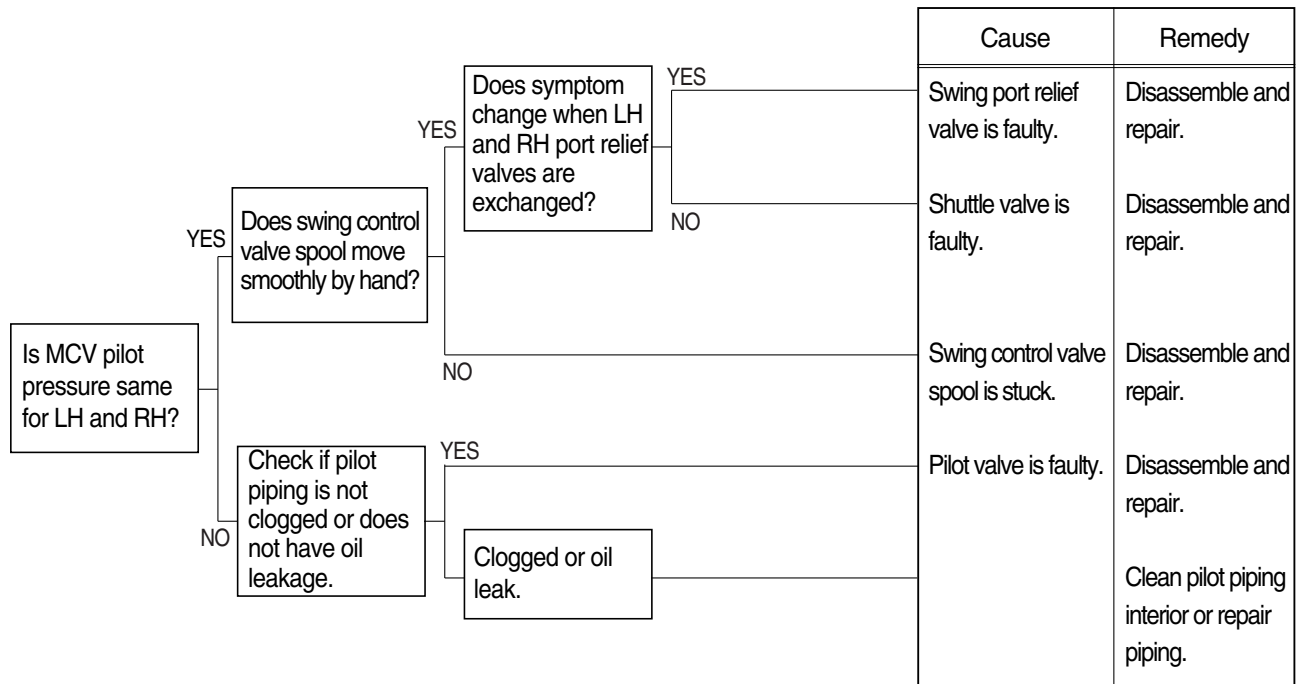 Cause
Remedy
YES
Does symptom
change when LH
and RH port relief
valves are
exchanged?
YES
NO
Swing port relief
valve is faulty.
Disassemble and
repair.
Shuttle valve is
faulty.
Disassemble and
repair.
YES
Does swing control
valve spool move
smoothly by hand?
NO
Swing control valve
spool is stuck.
Disassemble and
repair.
Is MCV pilot
pressure same
for LH and RH?
NO
Check if pilot
piping is not
clogged or does
not have oil
leakage.
YES
Pilot valve is faulty.
Disassemble and
repair.
Clogged or oil
leak.
Clean pilot piping
interior or repair
piping.